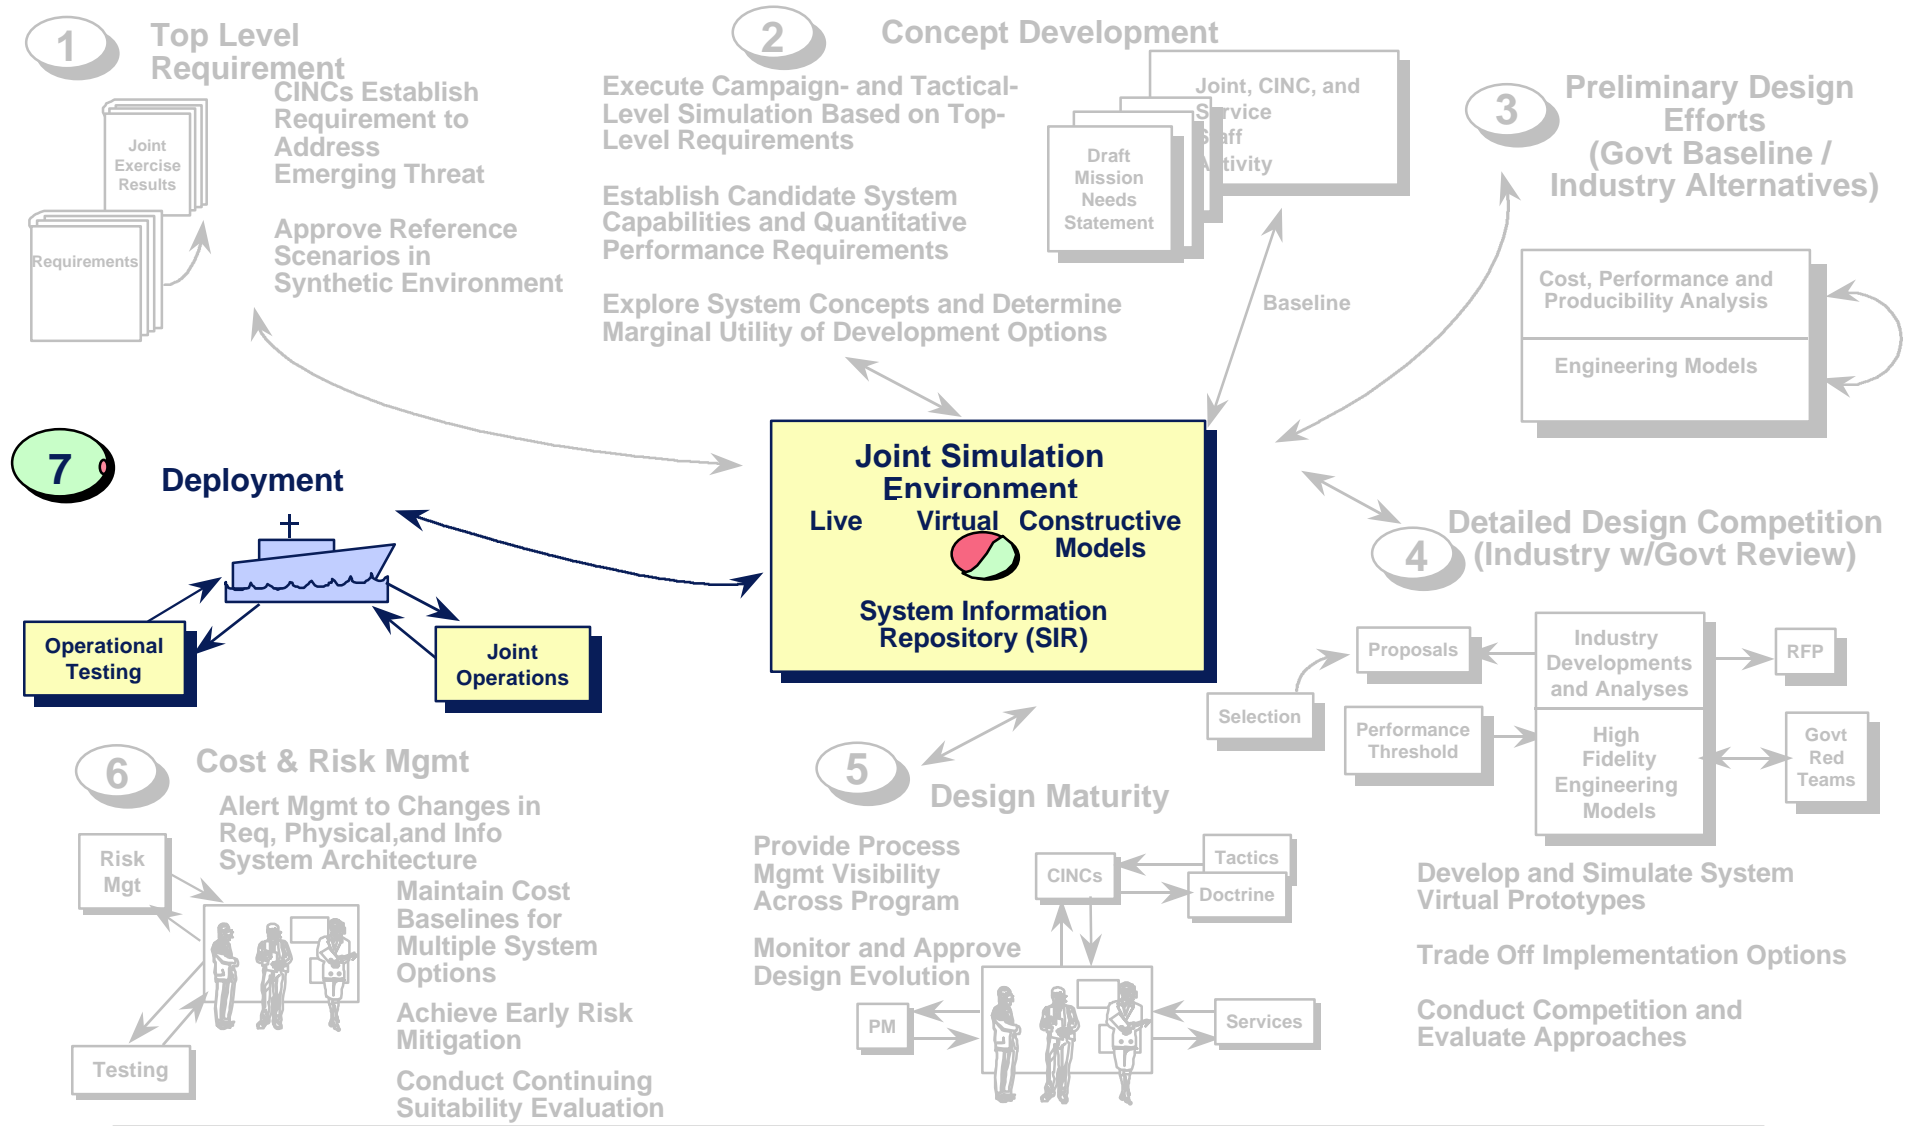 1
Top Level
Requirement
CINCs Establish
Requirement to
Address
Emerging Threat
Approve Reference
Scenarios in
Synthetic Environment
Joint
Exercise
Results
Requirements
2
Concept Development
Execute Campaign- and Tactical-
Level Simulation Based on Top-
Level Requirements
Establish Candidate System
Capabilities and Quantitative
Performance Requirements
Explore System Concepts and Determine
Marginal Utility of Development Options
Joint, CINC, and
Service
Staff
Activity
Draft
Mission
Needs
Statement
Baseline
3
Preliminary Design
Efforts
(Govt Baseline /
Industry Alternatives)
Cost, Performance and
Producibility Analysis
Engineering Models
7
Deployment
Operational
Testing
Joint
Operations
Joint Simulation
Environment
Live Virtual Constructive
Models
System Information
Repository (SIR)
4
Detailed Design Competition
(Industry w/Govt Review)
Proposals
Industry
Developments
and Analyses
RFP
Selection
Performance
Threshold
High
Fidelity
Engineering
Models
Govt
Red
Teams
Develop and Simulate System
Virtual Prototypes
Trade Off Implementation Options
Conduct Competition and
Evaluate Approaches
6
Cost & Risk Mgmt
Alert Mgmt to Changes in
Req, Physical,and Info
System Architecture
Risk
Mgt
Maintain Cost
Baselines for
Multiple System
Options
Achieve Early Risk
Mitigation
Conduct Continuing
Suitability Evaluation
Testing
5
Design Maturity
Provide Process
Mgmt Visibility
Across Program
Monitor and Approve
Design Evolution
CINCs
Tactics
Doctrine
PM
Services